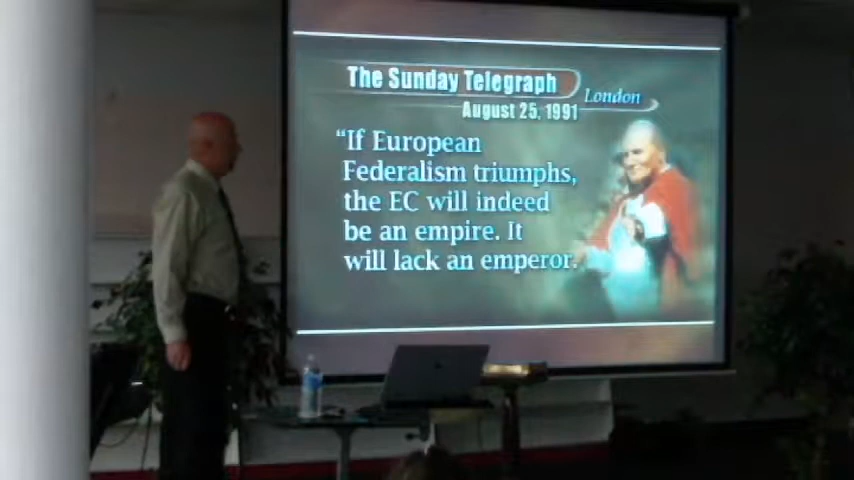 The Sunday Telegraph
London
August 25, 1991
“If European
Federalism triumphs,
the EC will indeed
be an empire. It
will lack an emperor.